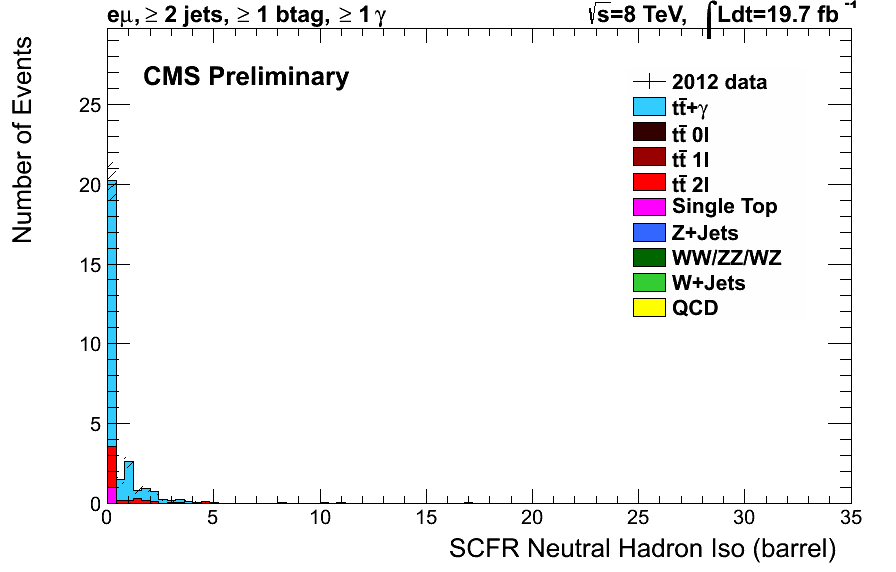 eμ, ≥ 2 jets, ≥ 1 btag, ≥ 1 γ
√s=8 TeV, ∫Ldt=19.7 fb⁻¹
CMS Preliminary
2012 data
tt̄+γ
tt̄ 0l
tt̄ 1l
tt̄ 2l
Single Top
Z+Jets
WW/ZZ/WZ
W+Jets
QCD
Number of Events
25
20
15
10
5
0
0 5 10 15 20 25 30 35
SCFR Neutral Hadron Iso (barrel)